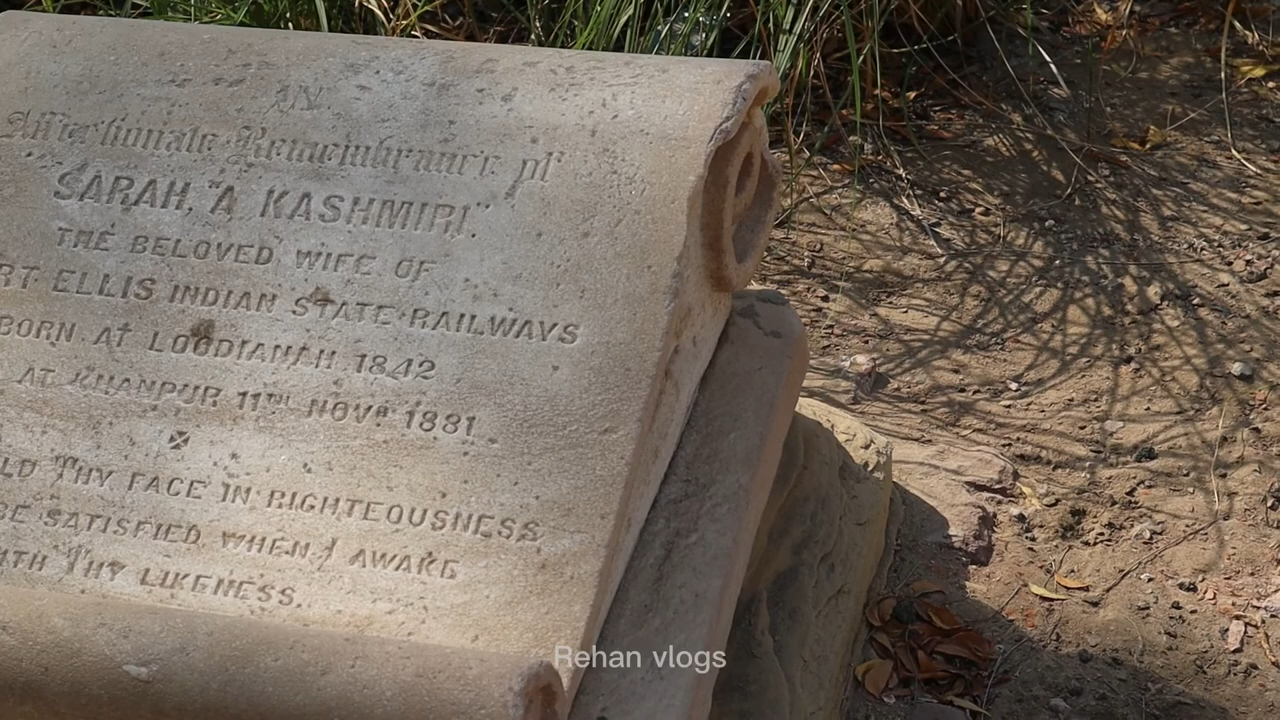 IN
Affectionate Remembrance of
SARAH, "A KASHMIRI."
THE BELOVED WIFE OF
RT ELLIS INDIAN STATE RAILWAYS
BORN AT LOODIANAH 1842
AT KHANPUR 11TH NOVR 1881
LD THY FACE IN RIGHTEOUSNESS
BE SATISFIED WHEN I AWAKE
ITH THY LIKENESS.
Rehan vlogs